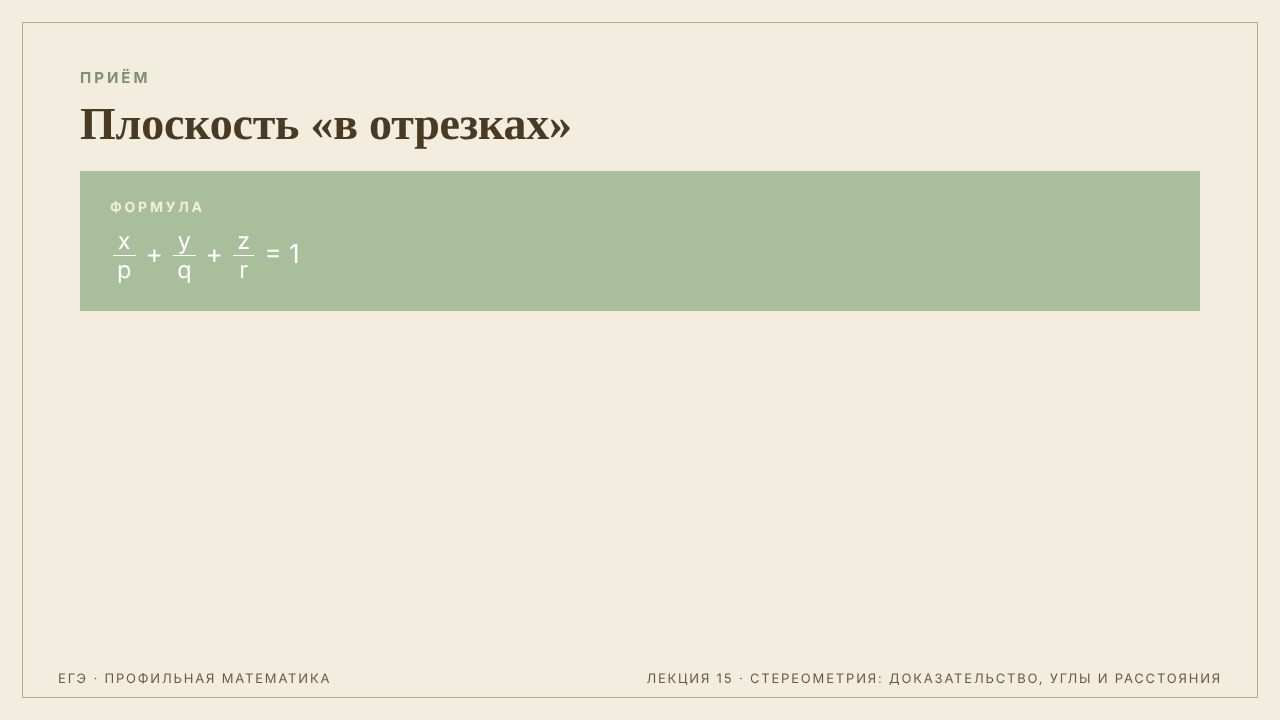 ПРИЁМ
Плоскость «в отрезках»
ФОРМУЛА
x/p + y/q + z/r = 1
ЕГЭ · ПРОФИЛЬНАЯ МАТЕМАТИКА
ЛЕКЦИЯ 15 · СТЕРЕОМЕТРИЯ: ДОКАЗАТЕЛЬСТВО, УГЛЫ И РАССТОЯНИЯ